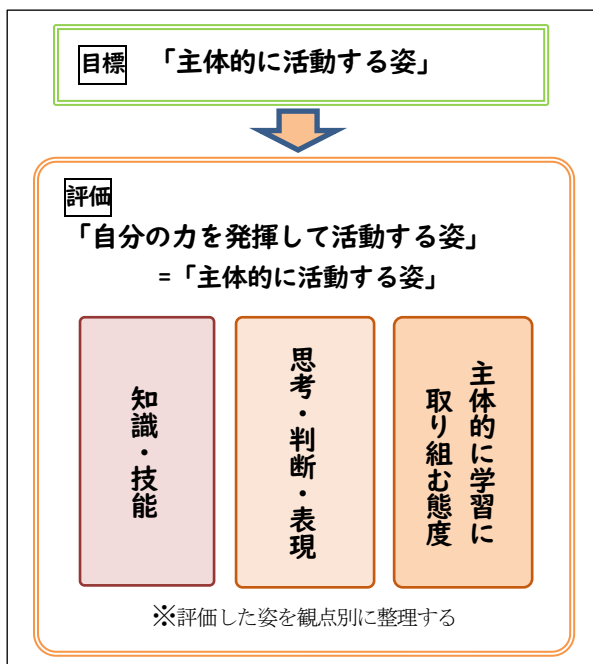 目標 「主体的に活動する姿」
評価
「自分の力を発揮して活動する姿」
=「主体的に活動する姿」
知識・技能
思考・判断・表現
主体的に学習に
取り組む態度
※評価した姿を観点別に整理する